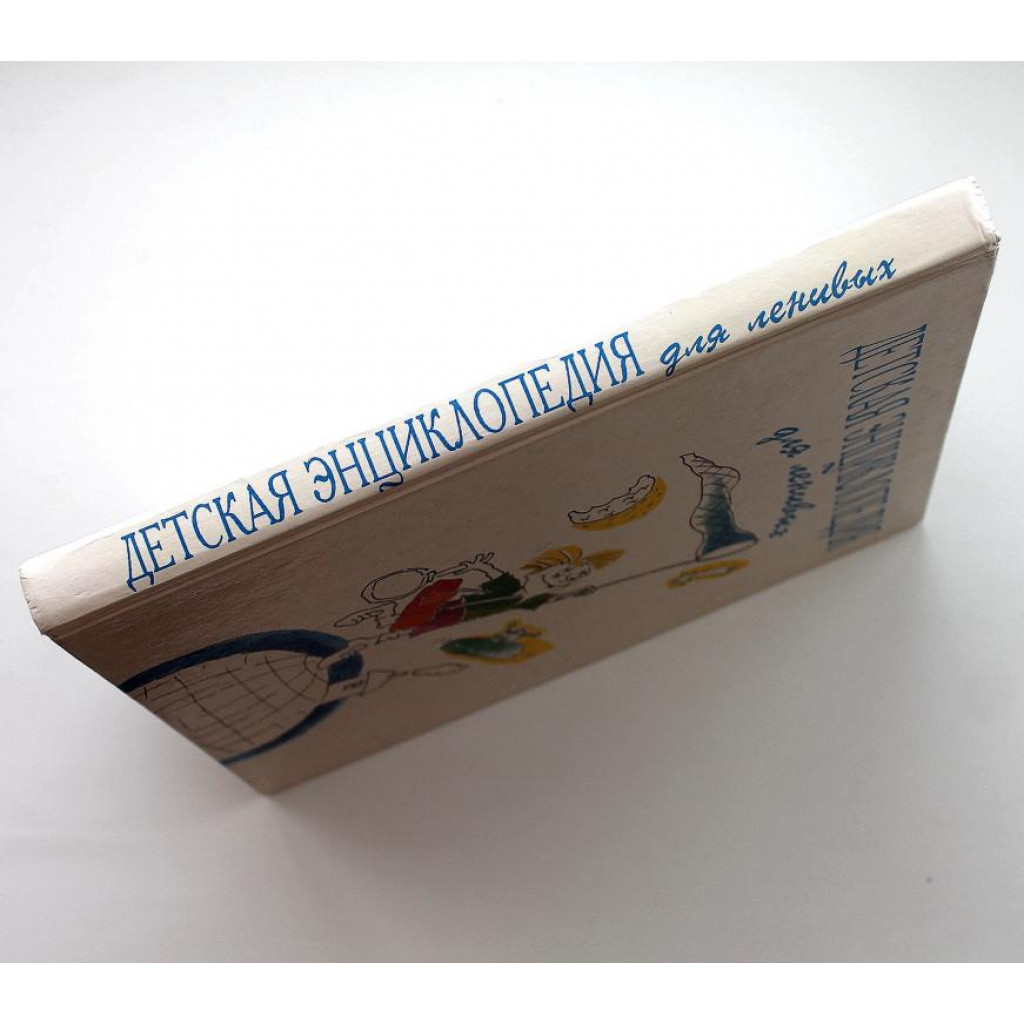 ДЕТСКАЯ ЭНЦИКЛОПЕДИЯ для ленивых
ДЕТСКАЯ ЭНЦИКЛОПЕДИЯ
для ленивых